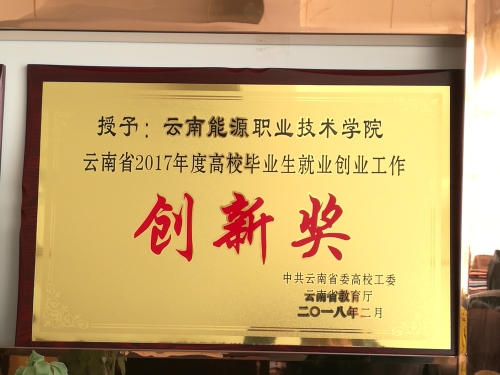 授予：云南能源职业技术学院
云南省2017年度高校毕业生就业创业工作
创新奖
中共云南省委高校工委
云南省教育厅
二〇一八年二月